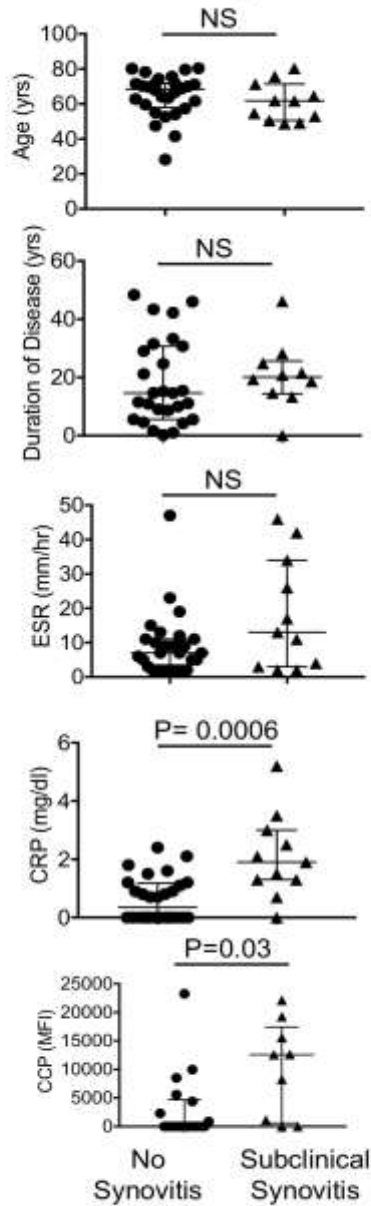 NS
Age (yrs)
100
80
60
40
20
0
NS
Duration of Disease (yrs)
60
40
20
0
NS
ESR (mm/hr)
50
40
30
20
10
0
P= 0.0006
CRP (mg/dl)
6
4
2
0
P=0.03
CCP (MFI)
25000
20000
15000
10000
5000
0
No
Synovitis
Subclinical
Synovitis